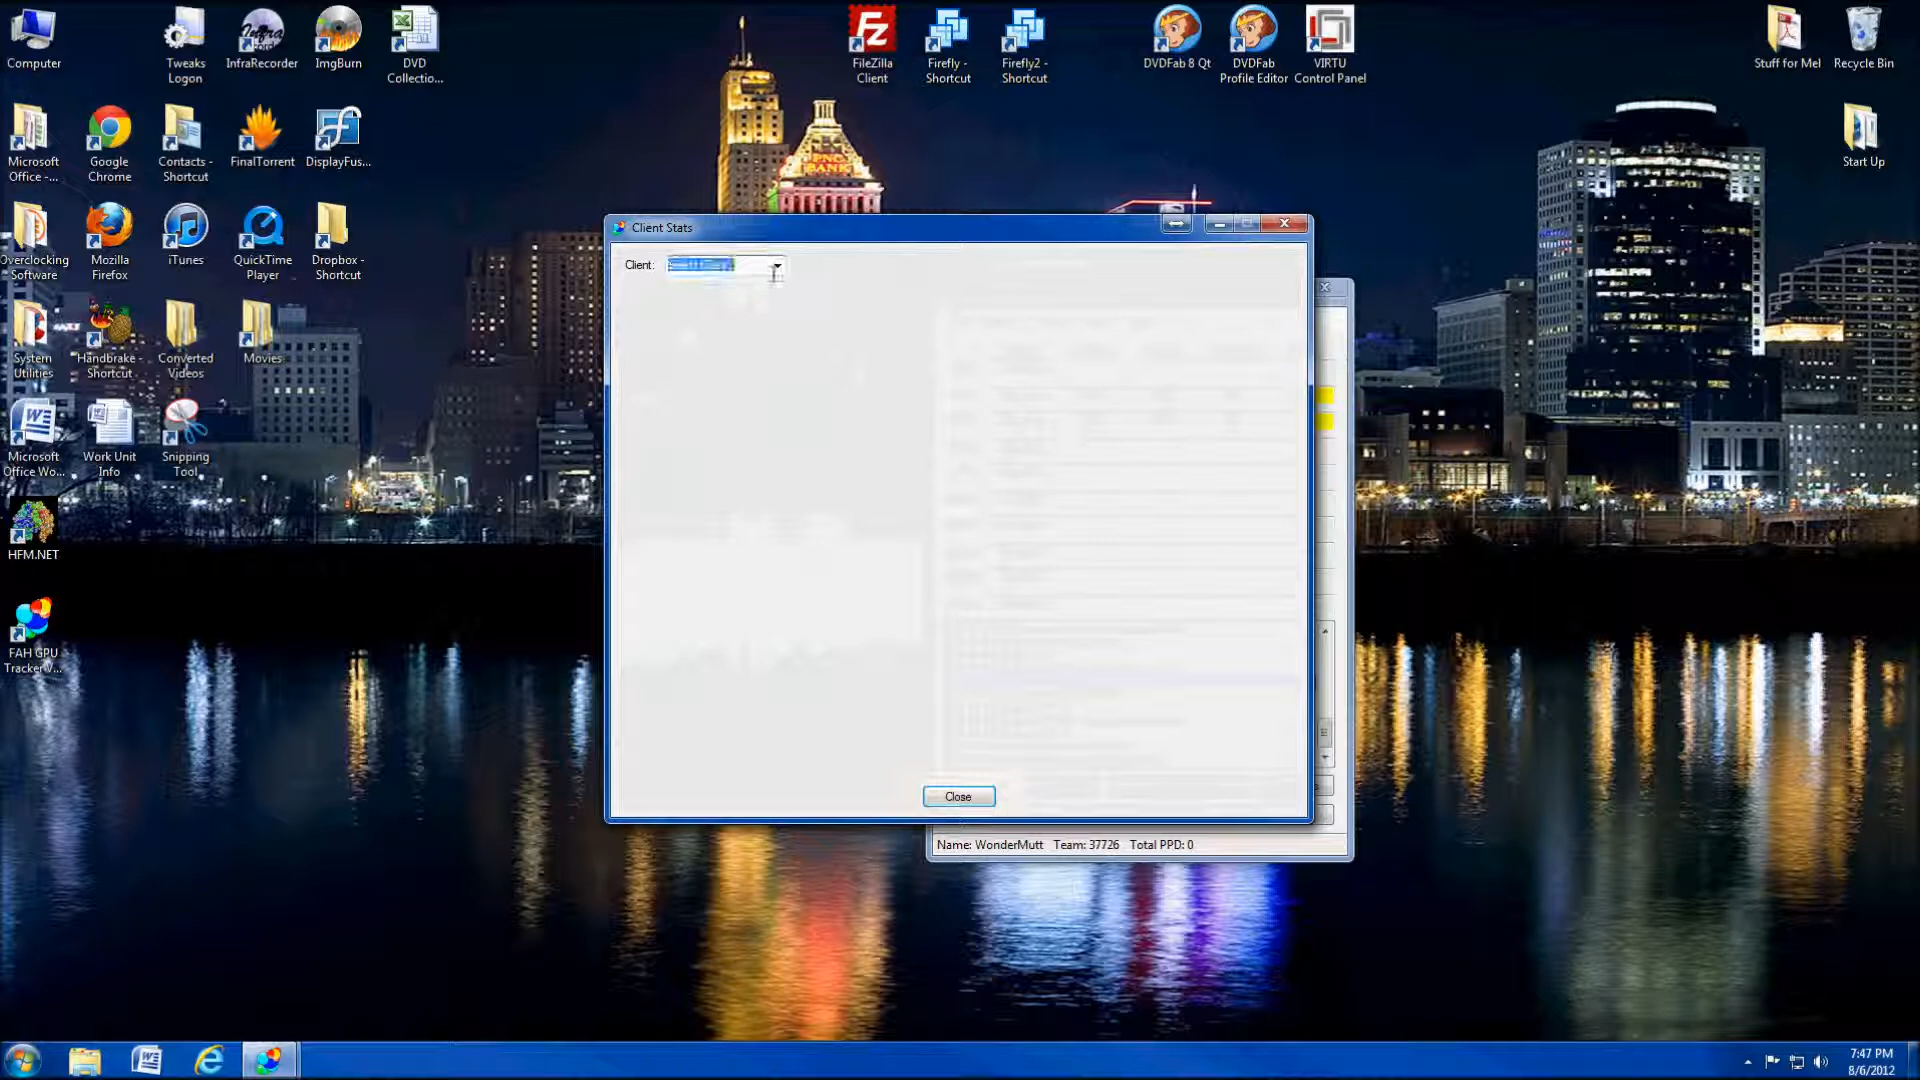 Computer
Tweaks
Logon
InfraRecorder
ImgBurn
DVD
Collectio...
FileZilla
Client
Firefly -
Shortcut
Firefly2 -
Shortcut
DVDFab 8 Qt
DVDFab
Profile Editor
VIRTU
Control Panel
Stuff for Me!
Recycle Bin
Microsoft
Office -...
Google
Chrome
Contacts -
Shortcut
FinalTorrent
DisplayFus...
Start Up
PNC
BANK
Overclocking
Software
Mozilla
Firefox
iTunes
QuickTime
Player
Dropbox -
Shortcut
System
Utilities
Handbrake -
Shortcut
Converted
Videos
Movies
Microsoft
Office Wo...
Work Unit
Info
Snipping
Tool
HFM.NET
FAH GPU
Tracker V...
Client Stats
Client:
Close
Name: WonderMutt Team: 37726 Total PPD: 0
7:47 PM
8/6/2012